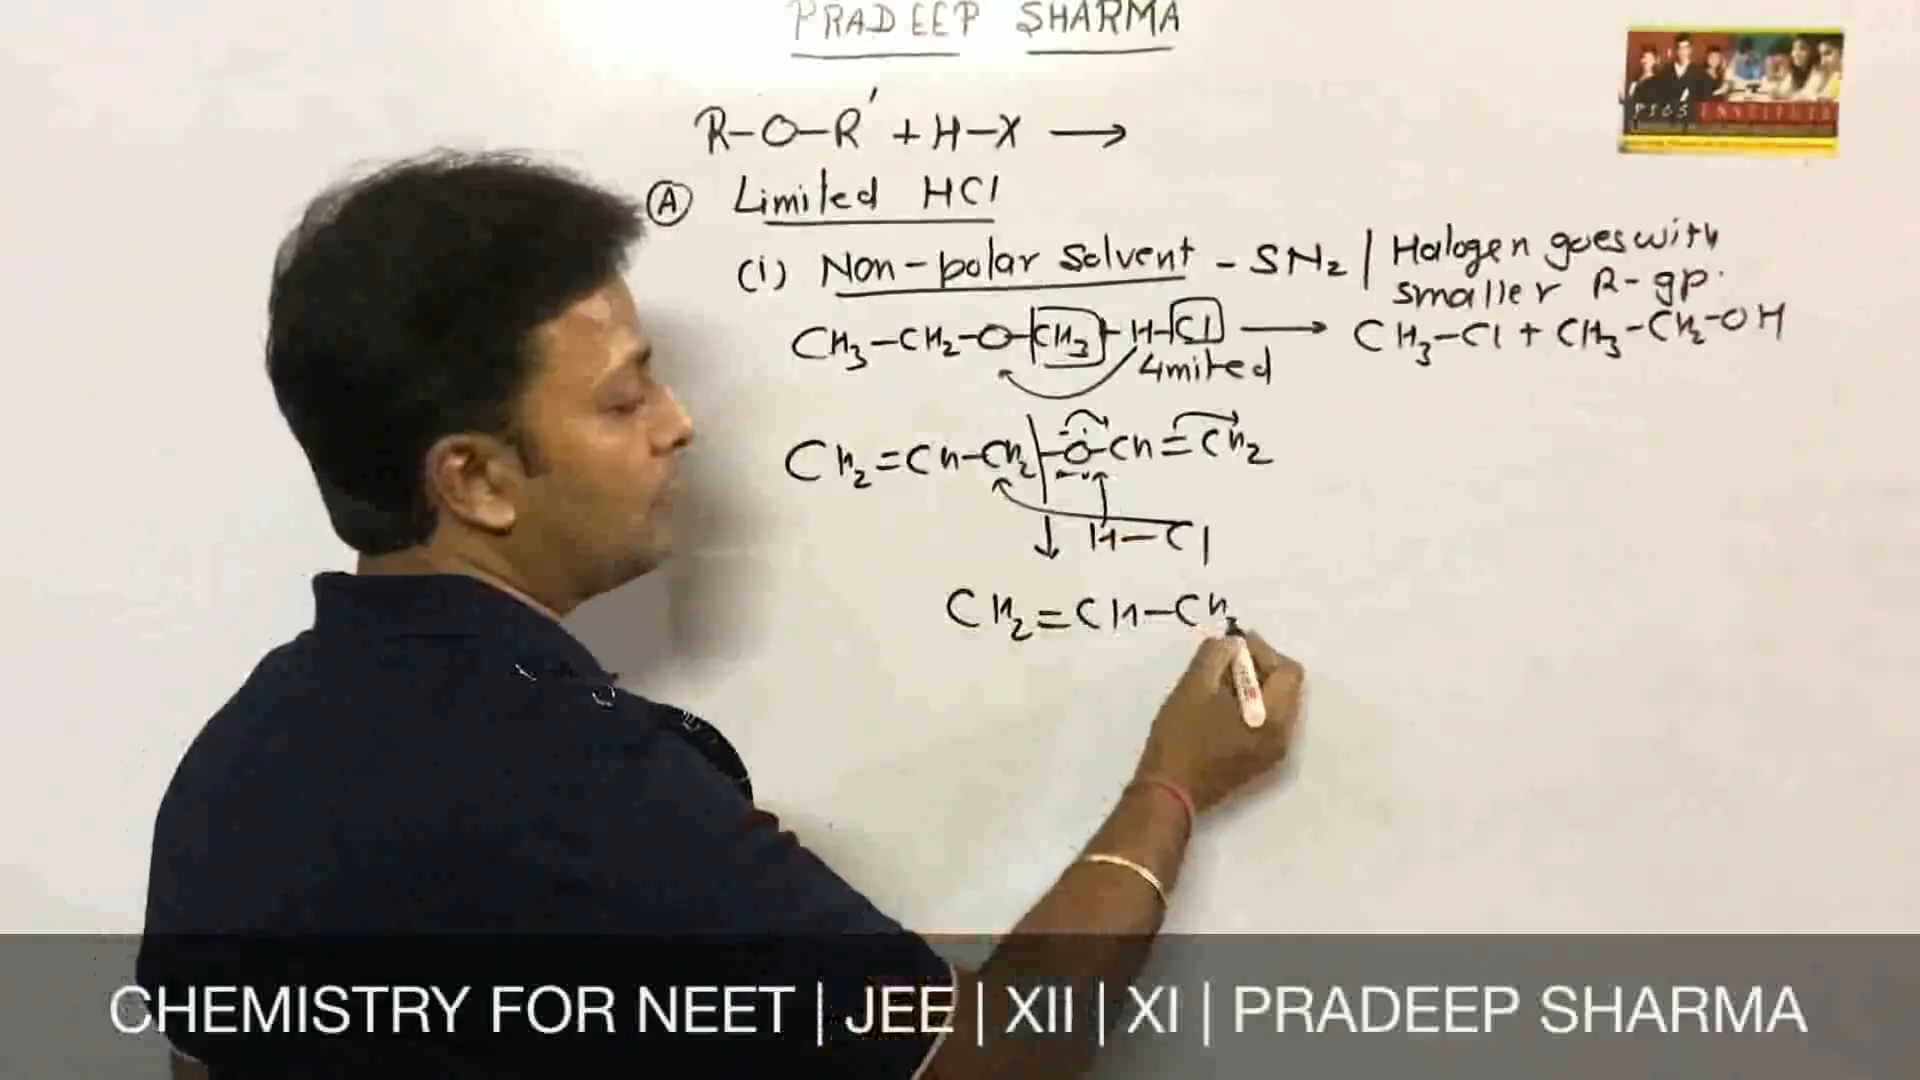 PRADEEP SHARMA
R-O-R' + H-X →
PIOS INSTITUTE
Ⓐ Limited HCl
(i) Non-polar solvent - SN₂ | Halogen goes with
smaller R-gp.
CH₃-CH₂-O-CH₃ + H-Cl → CH₃-Cl + CH₃-CH₂-OH
Limited
CH₂=CH-CH₂-O-CH=CH₂
↓ H-Cl
CH₂=CH-CH₂
CHEMISTRY FOR NEET | JEE | XII | XI | PRADEEP SHARMA